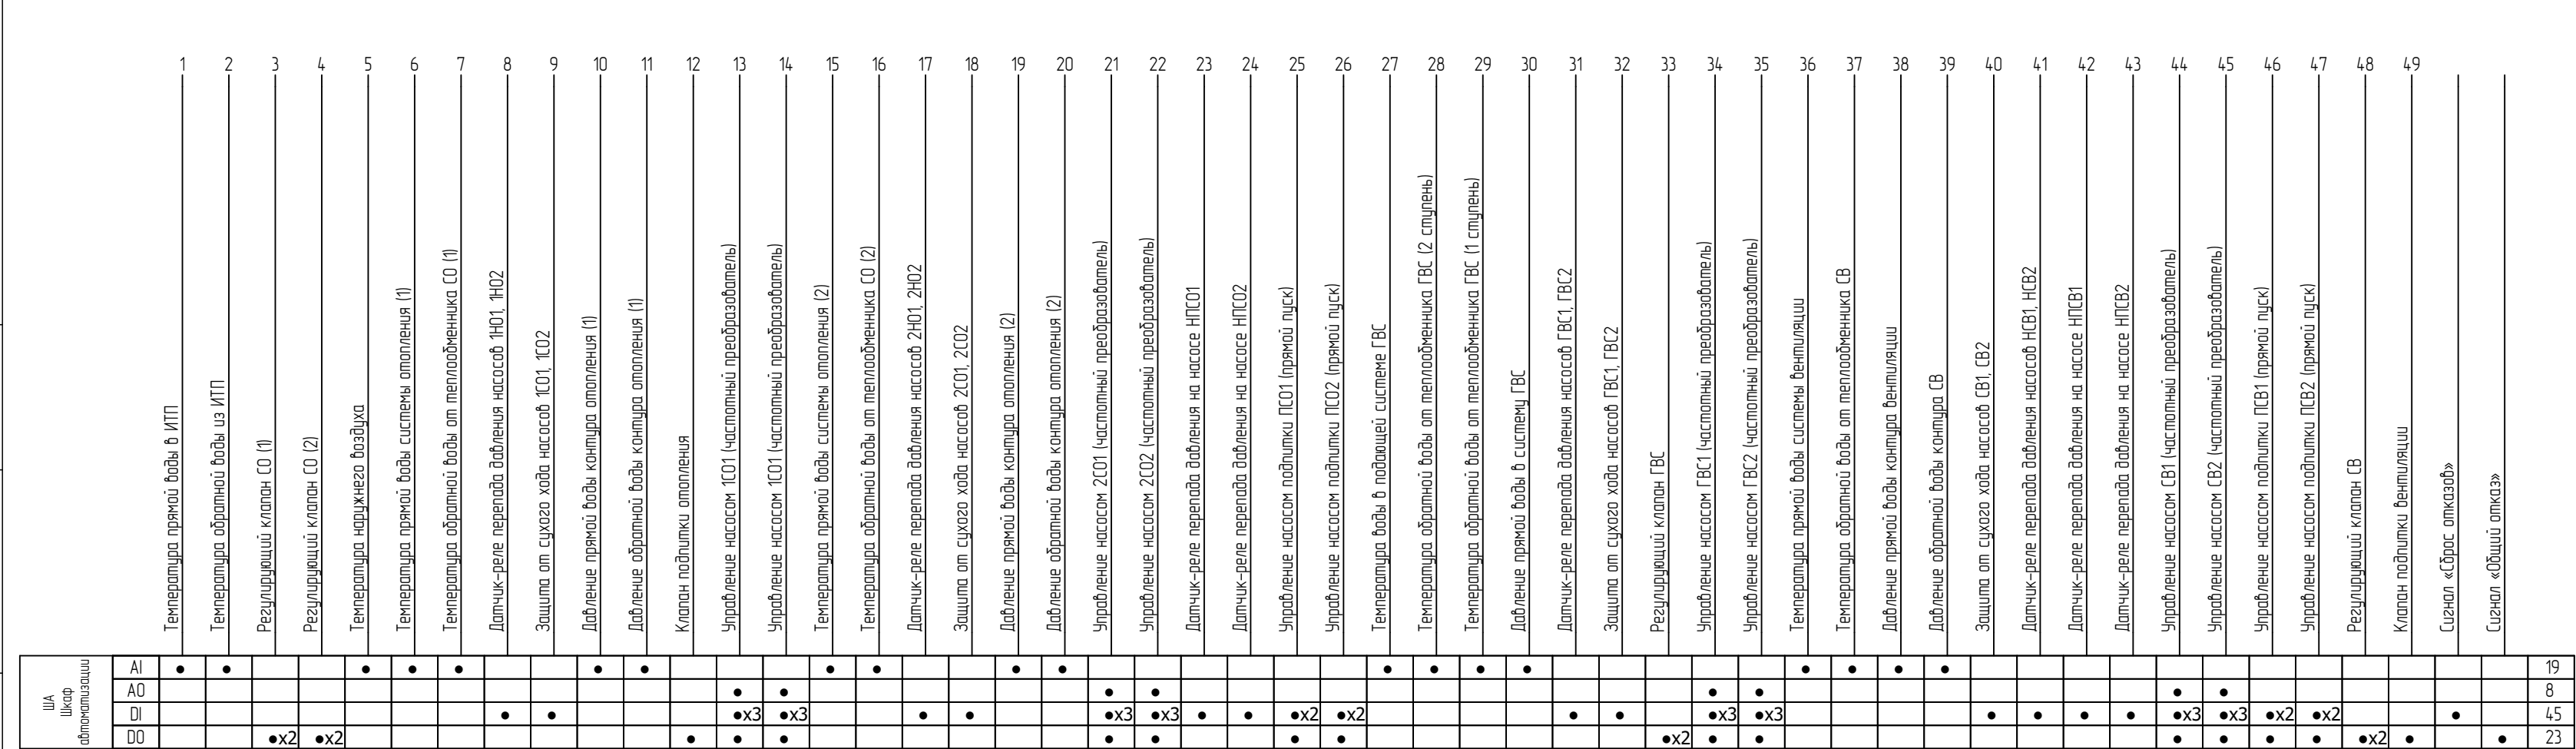 1 2 3 4 5 6 7 8 9 10 11 12 13 14 15 16 17 18 19 20 21 22 23 24 25 26 27 28 29 30 31 32 33 34 35 36 37 38 39 40 41 42 43 44 45 46 47 48 49
Температура прямой воды в ИТП
Температура обратной воды из ИТП
Регулирующий клапан СО (1)
Регулирующий клапан СО (2)
Температура наружнего воздуха
Температура прямой воды системы отопления (1)
Температура обратной воды от теплообменника СО (1)
Датчик-реле перепада давления насосов 1НО1, 1НО2
Защита от сухого хода насосов 1СО1, 1СО2
Давление прямой воды контура отопления (1)
Давление обратной воды контура отопления (1)
Клапан подпитки отопления
Управление насосом 1СО1 (частотный преобразователь)
Управление насосом 1СО1 (частотный преобразователь)
Температура прямой воды системы отопления (2)
Температура обратной воды от теплообменника СО (2)
Датчик-реле перепада давления насосов 2НО1, 2НО2
Защита от сухого хода насосов 2СО1, 2СО2
Давление прямой воды контура отопления (2)
Давление обратной воды контура отопления (2)
Управление насосом 2СО1 (частотный преобразователь)
Управление насосом 2СО2 (частотный преобразователь)
Датчик-реле перепада давления на насосе НПСО1
Датчик-реле перепада давления на насосе НПСО2
Управление насосом подпитки ПСО1 (прямой пуск)
Управление насосом подпитки ПСО2 (прямой пуск)
Температура воды в подающей системе ГВС
Температура обратной воды от теплообменника ГВС (2 ступень)
Температура обратной воды от теплообменника ГВС (1 ступень)
Давление прямой воды в систему ГВС
Датчик-реле перепада давления насосов ГВС1, ГВС2
Защита от сухого хода насосов ГВС1, ГВС2
Регулирующий клапан ГВС
Управление насосом ГВС1 (частотный преобразователь)
Управление насосом ГВС2 (частотный преобразователь)
Температура прямой воды системы вентиляции
Температура обратной воды от теплообменника СВ
Давление прямой воды контура вентиляции
Давление обратной воды контура СВ
Защита от сухого хода насосов СВ1, СВ2
Датчик-реле перепада давления насосов НСВ1, НСВ2
Датчик-реле перепада давления на насосе НПСВ1
Датчик-реле перепада давления на насосе НПСВ2
Управление насосом СВ1 (частотный преобразователь)
Управление насосом СВ2 (частотный преобразователь)
Управление насосом подпитки ПСВ1 (прямой пуск)
Управление насосом подпитки ПСВ2 (прямой пуск)
Регулирующий клапан СВ
Клапан подпитки вентиляции
Сигнал «Сброс отказов»
Сигнал «Общий отказ»
ША
Шкаф
автоматизации
AI ● ● ● ● ● ● ● ● ● ● ● ● ● ● ● ● ● ● ● 19
AO ● ● ● ● ● ● ● ● 8
DI ● ● ●x3 ●x3 ● ● ●x3 ●x3 ● ● ●x2 ●x2 ● ● ●x3 ●x3 ● ● ● ● ●x3 ●x3 ●x2 ●x2 ● 45
DO ●x2 ●x2 ● ● ● ● ● ● ● ●x2 ● ● ● ● ● ● ●x2 ● ● 23